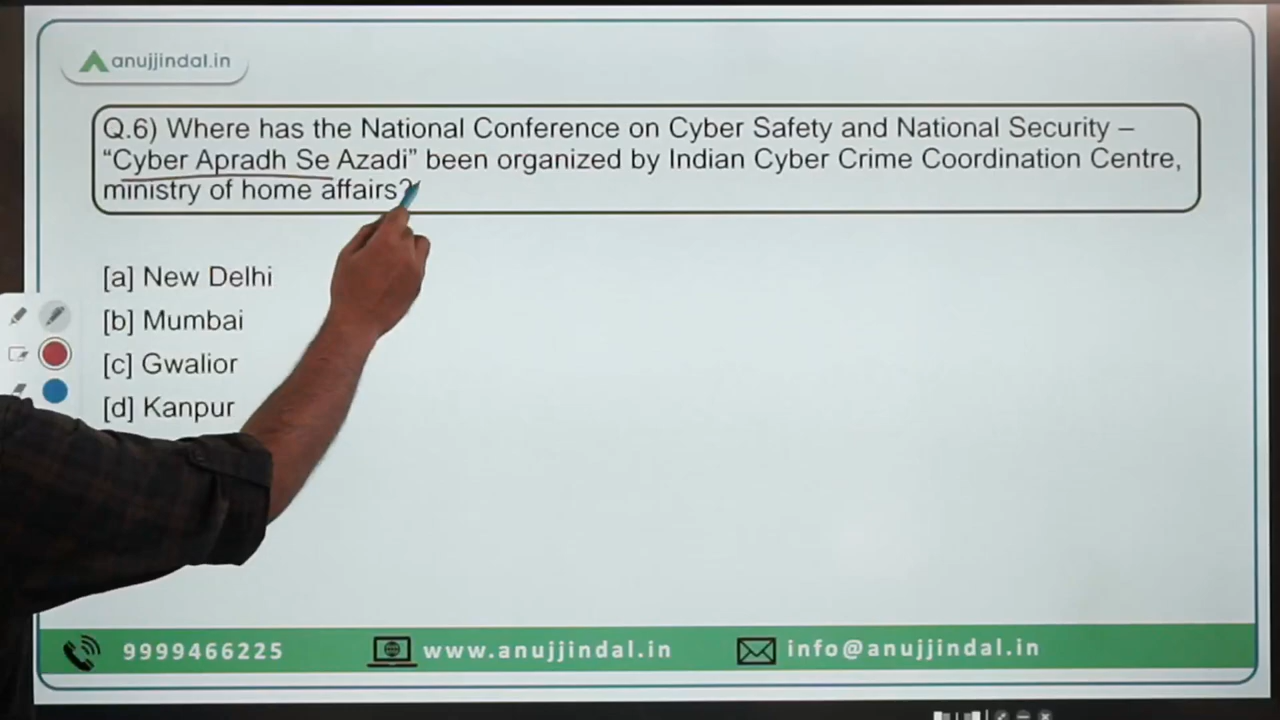 anujjindal.in
Q.6) Where has the National Conference on Cyber Safety and National Security –
“Cyber Apradh Se Azadi” been organized by Indian Cyber Crime Coordination Centre,
ministry of home affairs?
[a] New Delhi
[b] Mumbai
[c] Gwalior
[d] Kanpur
9999466225
www.anujjindal.in
info@anujjindal.in